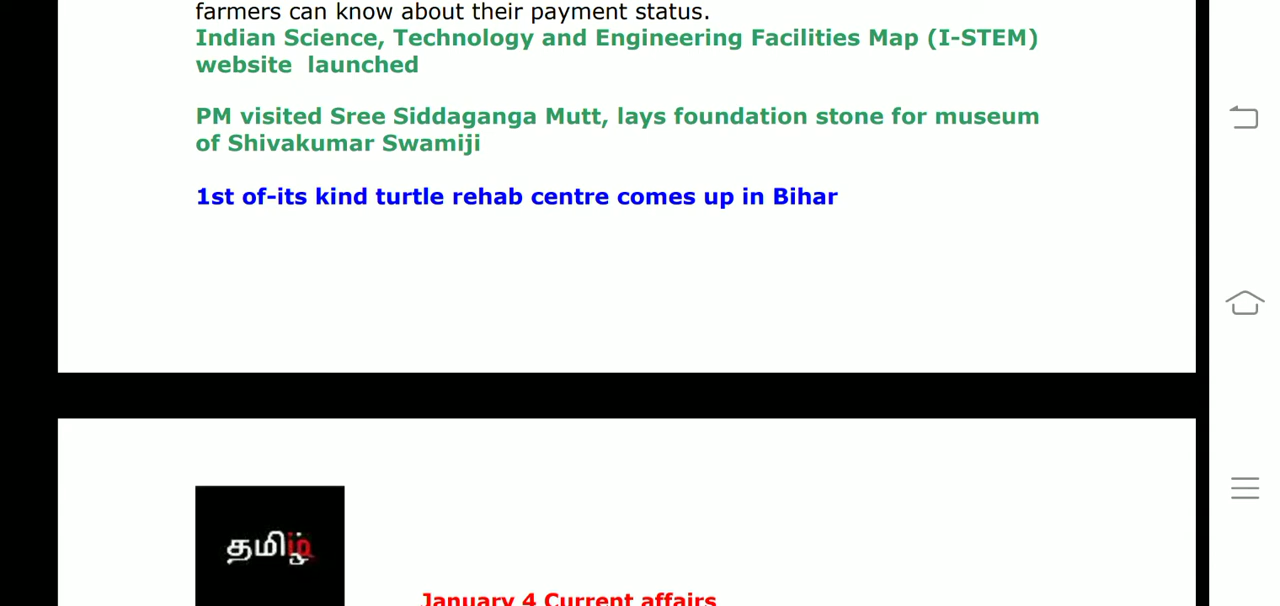 farmers can know about their payment status.
Indian Science, Technology and Engineering Facilities Map (I-STEM)
website launched
PM visited Sree Siddaganga Mutt, lays foundation stone for museum
of Shivakumar Swamiji
1st of-its kind turtle rehab centre comes up in Bihar
தமிழ்
January 4 Current affairs